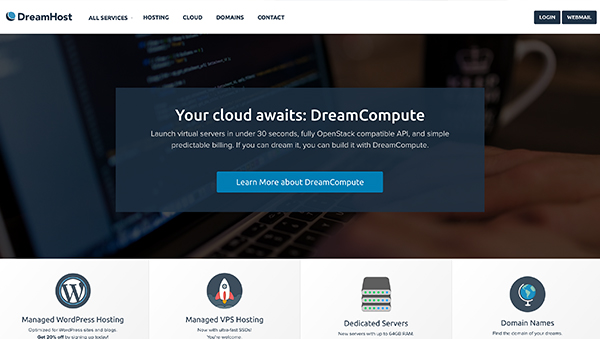 DreamHost
ALL SERVICES
HOSTING
CLOUD
DOMAINS
CONTACT
LOGIN
WEBMAIL
KEEP
Your cloud awaits: DreamCompute
Launch virtual servers in under 30 seconds, fully OpenStack compatible API, and simple
predictable billing. If you can dream it, you can build it with DreamCompute.
Learn More about DreamCompute
Managed WordPress Hosting
Optimized for WordPress sites and blogs.
Get 20% off by signing up today!
Managed VPS Hosting
Now with ultra-fast SSDs!
You're welcome.
Dedicated Servers
New servers with up to 64GB RAM.
Domain Names
Find the domain of your dreams.